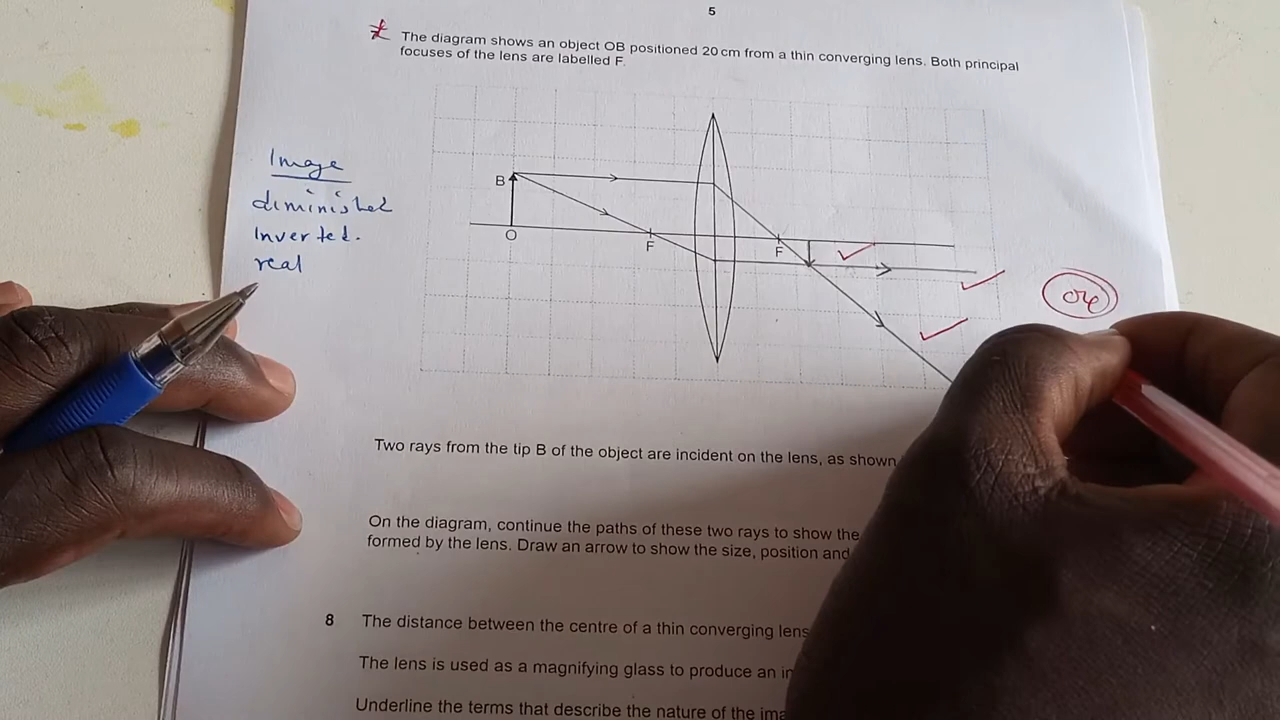 5
The diagram shows an object OB positioned 20 cm from a thin converging lens. Both principal
focuses of the lens are labelled F.
Image
diminished
Inverted.
real
B
O
F
F
Two rays from the tip B of the object are incident on the lens, as shown
On the diagram, continue the paths of these two rays to show the
formed by the lens. Draw an arrow to show the size, position and
8 The distance between the centre of a thin converging lens
The lens is used as a magnifying glass to produce an
Underline the terms that describe the nature of the